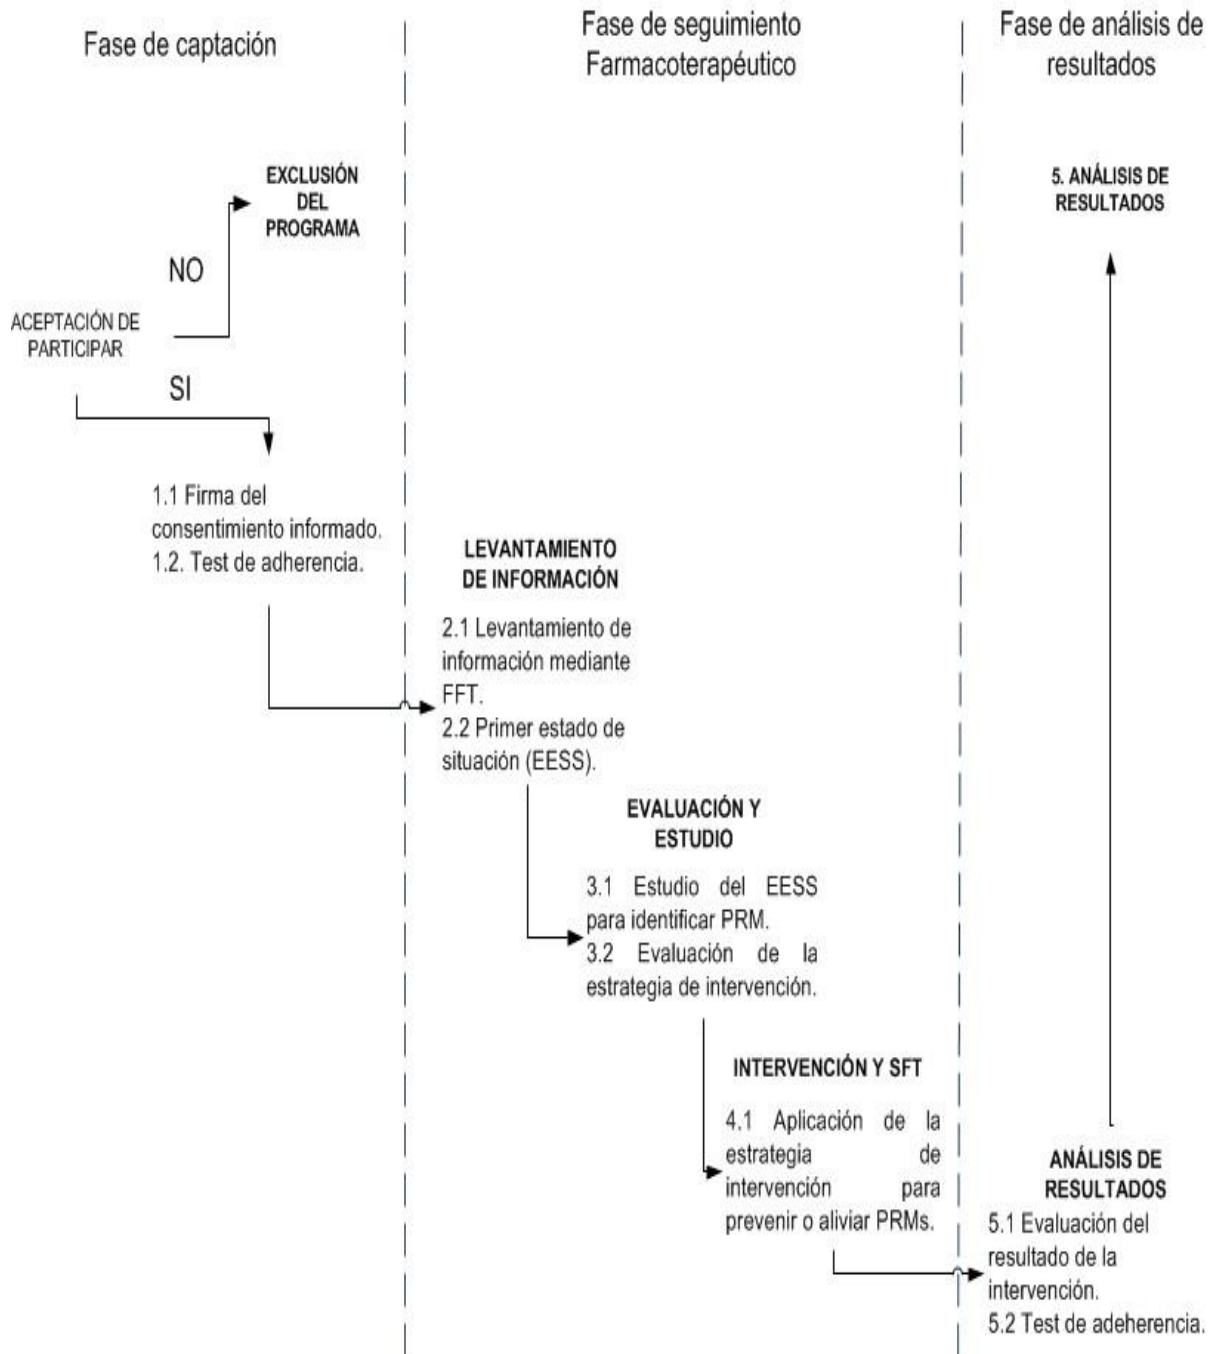 Fase de captación
Fase de seguimiento
Farmacoterapéutico
Fase de análisis de
resultados
EXCLUSIÓN
DEL
PROGRAMA
5. ANÁLISIS DE
RESULTADOS
NO
ACEPTACIÓN DE
PARTICIPAR
SI
1.1 Firma del
consentimiento informado.
1.2. Test de adherencia.
LEVANTAMIENTO
DE INFORMACIÓN
2.1 Levantamiento de
información mediante
FFT.
2.2 Primer estado de
situación (EESS).
EVALUACIÓN Y
ESTUDIO
3.1 Estudio del EESS
para identificar PRM.
3.2 Evaluación de la
estrategia de intervención.
INTERVENCIÓN Y SFT
4.1 Aplicación de la
estrategia de
intervención para
prevenir o aliviar PRMs.
ANÁLISIS DE
RESULTADOS
5.1 Evaluación del
resultado de la
intervención.
5.2 Test de adeherencia.